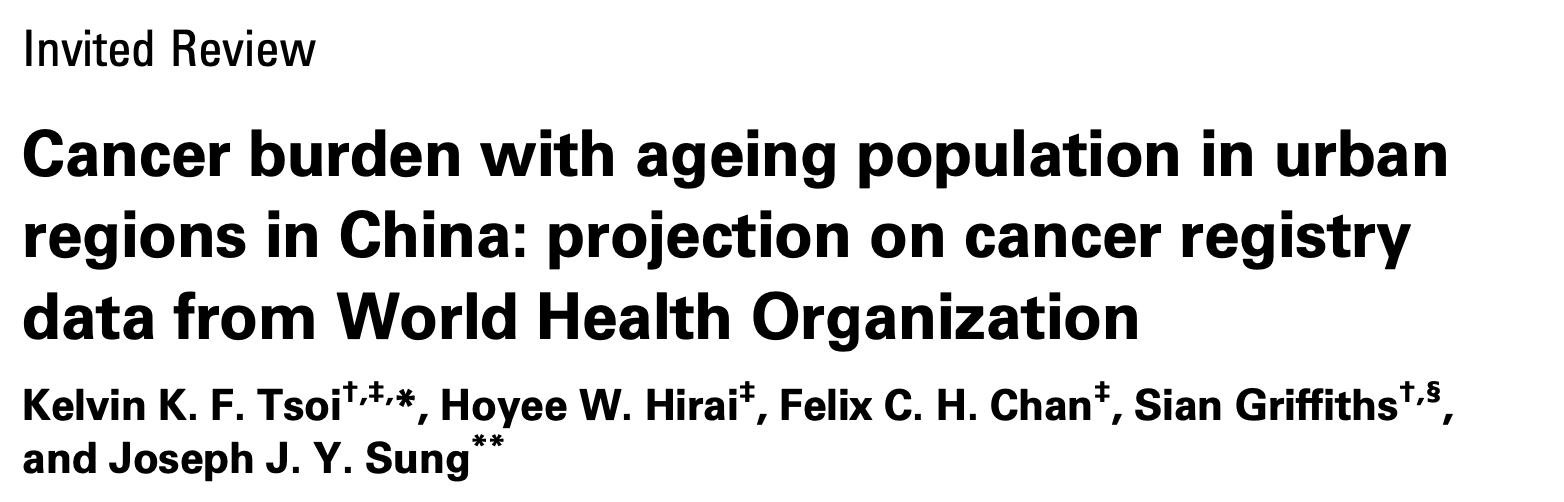 Invited Review
Cancer burden with ageing population in urban
regions in China: projection on cancer registry
data from World Health Organization
Kelvin K. F. Tsoi†,‡,*, Hoyee W. Hirai‡, Felix C. H. Chan‡, Sian Griffiths†,§,
and Joseph J. Y. Sung**